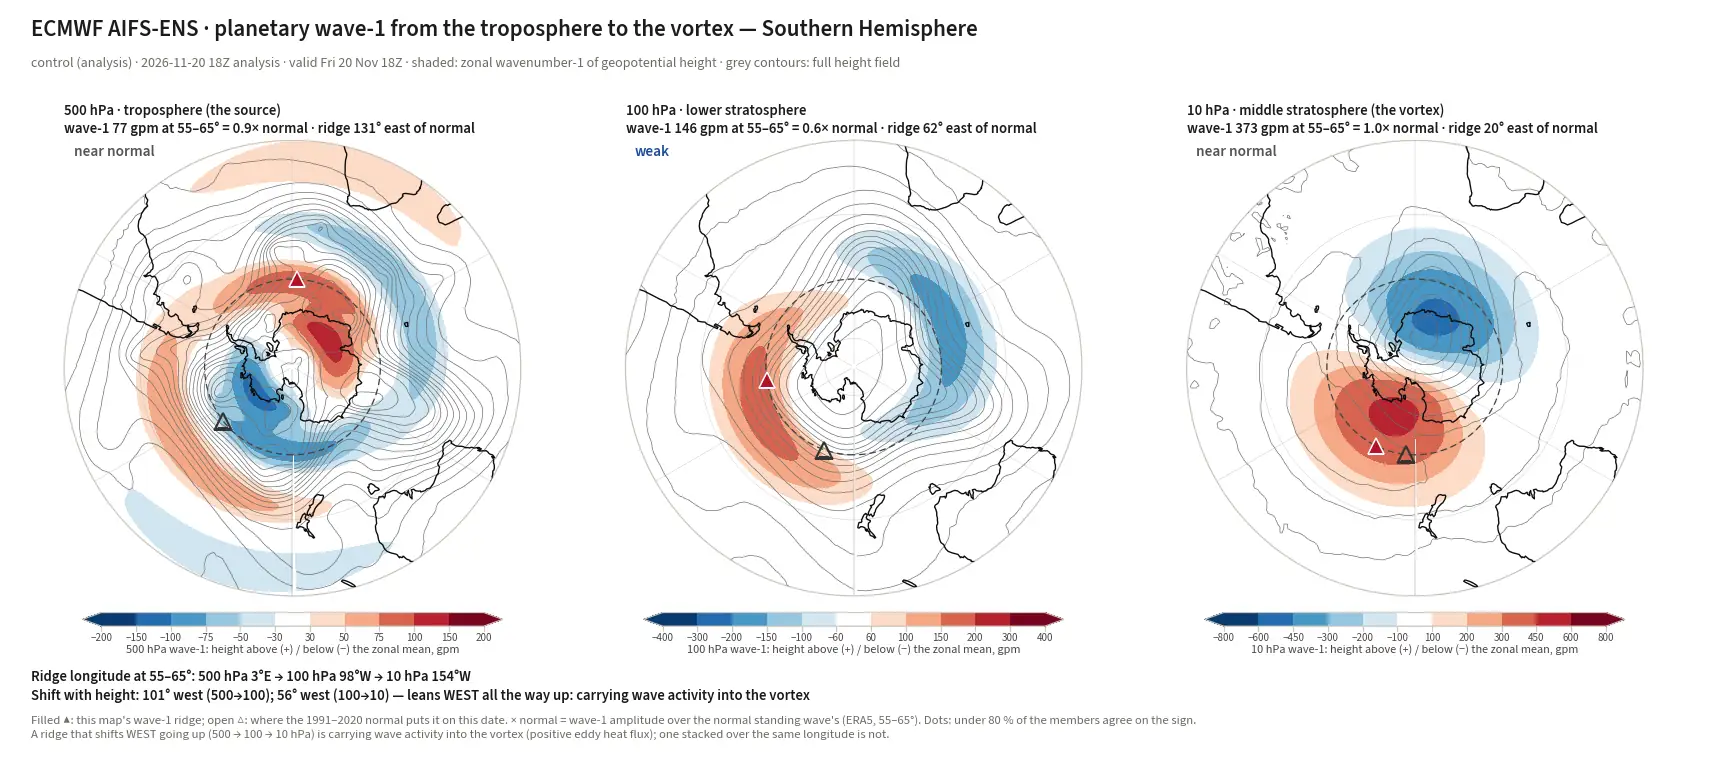 ECMWF AIFS-ENS · planetary wave-1 from the troposphere to the vortex — Southern Hemisphere
control (analysis) · 2026-11-20 18Z analysis · valid Fri 20 Nov 18Z · shaded: zonal wavenumber-1 of geopotential height · grey contours: full height field
500 hPa · troposphere (the source)
wave-1 77 gpm at 55–65° = 0.9× normal · ridge 131° east of normal
near normal
100 hPa · lower stratosphere
wave-1 146 gpm at 55–65° = 0.6× normal · ridge 62° east of normal
weak
10 hPa · middle stratosphere (the vortex)
wave-1 373 gpm at 55–65° = 1.0× normal · ridge 20° east of normal
near normal
−200 −150 −100 −75 −50 −30 30 50 75 100 150 200
500 hPa wave-1: height above (+) / below (−) the zonal mean, gpm
−400 −300 −200 −150 −100 −60 60 100 150 200 300 400
100 hPa wave-1: height above (+) / below (−) the zonal mean, gpm
−800 −600 −450 −300 −200 −100 100 200 300 450 600 800
10 hPa wave-1: height above (+) / below (−) the zonal mean, gpm
Ridge longitude at 55–65°: 500 hPa 3°E → 100 hPa 98°W → 10 hPa 154°W
Shift with height: 101° west (500→100); 56° west (100→10) — leans WEST all the way up: carrying wave activity into the vortex
Filled ▲: this map's wave-1 ridge; open △: where the 1991–2020 normal puts it on this date. × normal = wave-1 amplitude over the normal standing wave's (ERA5, 55–65°). Dots: under 80 % of the members agree on the sign.
A ridge that shifts WEST going up (500 → 100 → 10 hPa) is carrying wave activity into the vortex (positive eddy heat flux); one stacked over the same longitude is not.